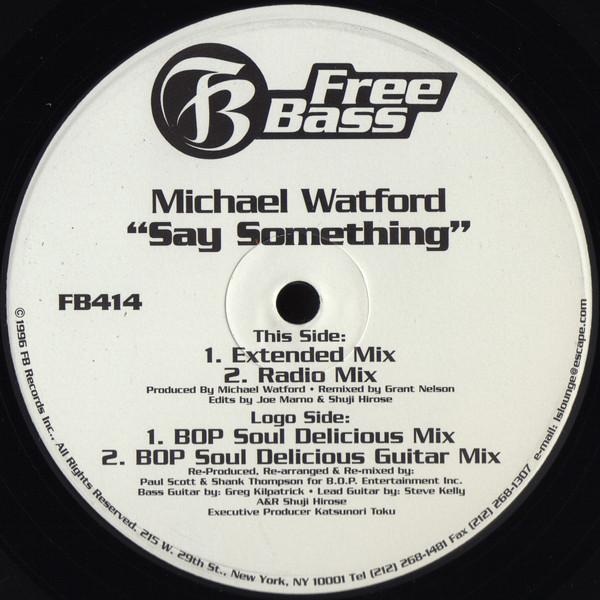 FB
Free
Bass
Michael Watford
“Say Something”
FB414
This Side:
1. Extended Mix
2. Radio Mix
Produced By Michael Watford • Remixed by Grant Nelson
Edits by Joe Marno & Shuji Hirose
Logo Side:
1. BOP Soul Delicious Mix
2. BOP Soul Delicious Guitar Mix
Re-Produced, Re-arranged & Re-mixed by:
Paul Scott & Shank Thompson for B.O.P. Entertainment Inc.
Bass Guitar by: Greg Kilpatrick • Lead Guitar by: Steve Kelly
A&R Shuji Hirose
Executive Producer Katsunori Toku
©1996 FB Records Inc., All Rights Reserved. 215 W. 29th St., New York, NY 10001 Tel (212) 268-1481 Fax (212) 268-1307 e-mail: lslounge@escape.com